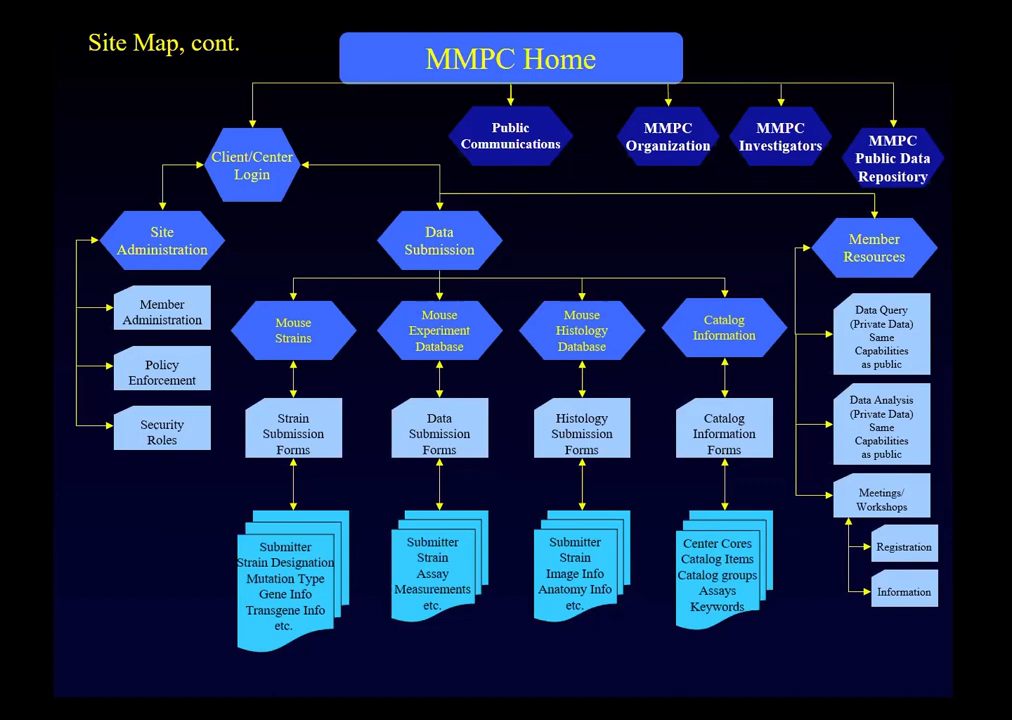 Site Map, cont.
MMPC Home
Public
Communications
MMPC
Organization
MMPC
Investigators
MMPC
Public Data
Repository
Client/Center
Login
Site
Administration
Data
Submission
Member
Resources
Member
Administration
Policy
Enforcement
Security
Roles
Mouse
Strains
Mouse
Experiment
Database
Mouse
Histology
Database
Catalog
Information
Strain
Submission
Forms
Data
Submission
Forms
Histology
Submission
Forms
Catalog
Information
Forms
Submitter
Strain Designation
Mutation Type
Gene Info
Transgene Info
etc.
Submitter
Strain
Assay
Measurements
etc.
Submitter
Strain
Image Info
Anatomy Info
etc.
Center Cores
Catalog Items
Catalog groups
Assays
Keywords
Data Query
(Private Data)
Same
Capabilities
as public
Data Analysis
(Private Data)
Same
Capabilities
as public
Meetings/
Workshops
Registration
Information